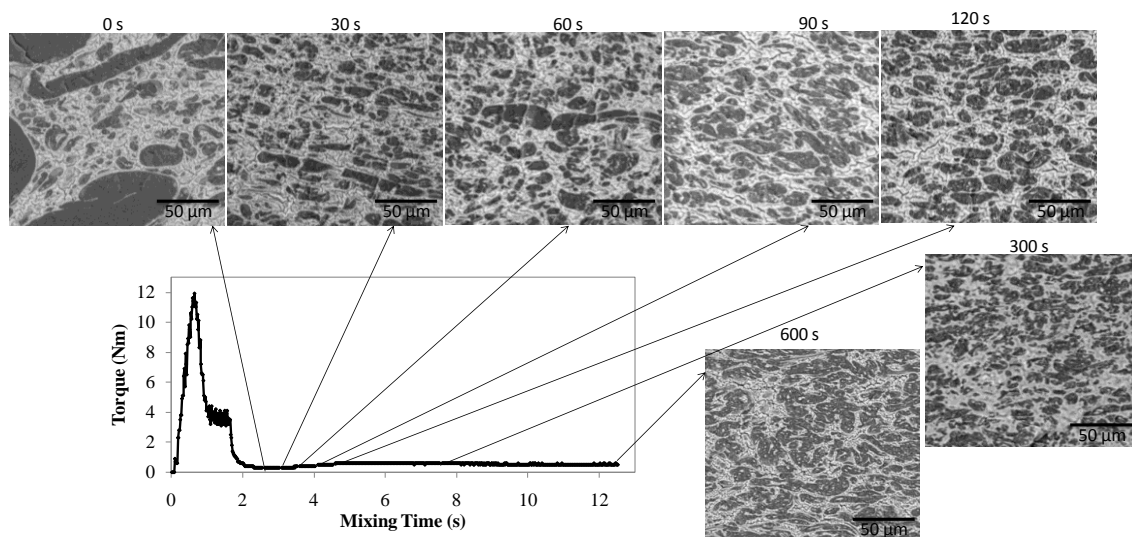 0 s
30 s
60 s
90 s
120 s
50 µm
50 µm
50 µm
50 µm
50 µm
300 s
50 µm
600 s
50 µm
12
10
8
6
4
2
0
Torque (Nm)
0 2 4 6 8 10 12
Mixing Time (s)